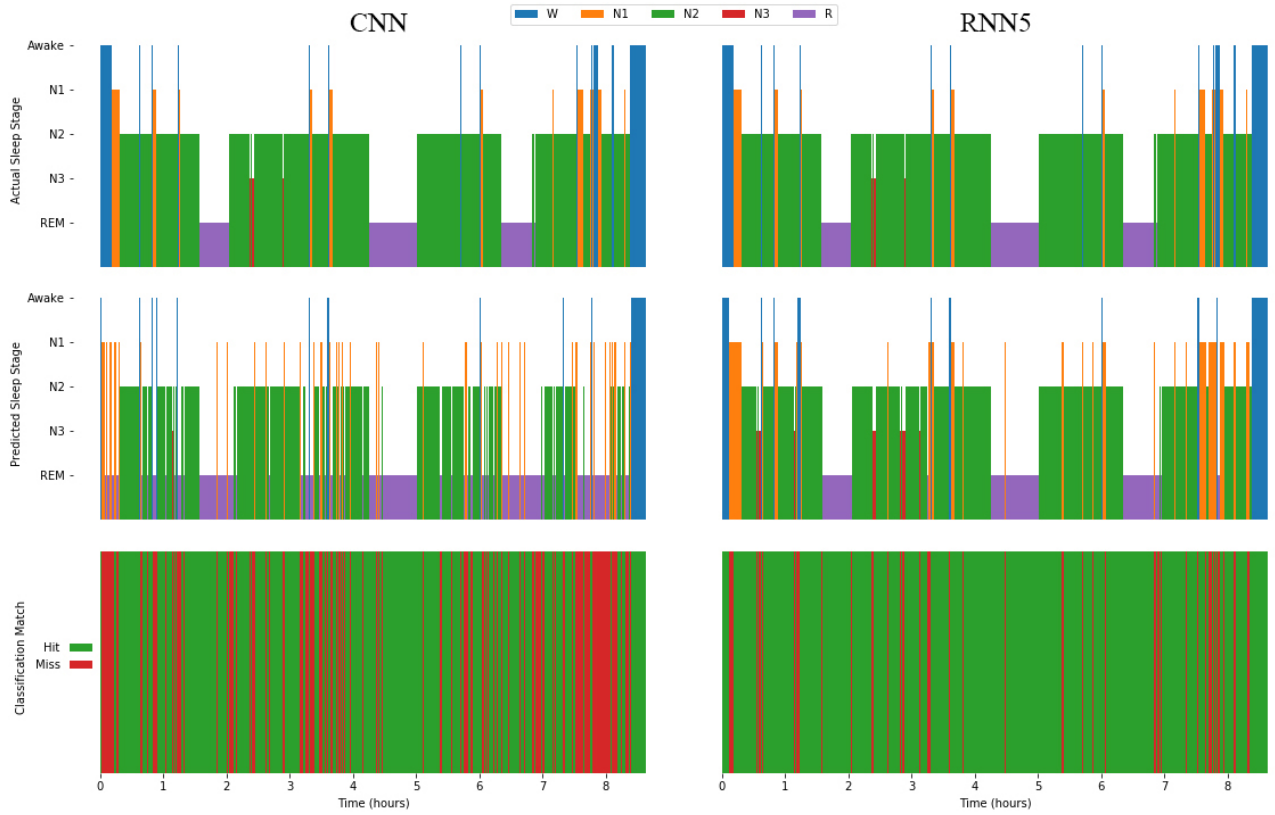 CNN
W N1 N2 N3 R
RNN5
Awake
N1
N2
N3
REM
Actual Sleep Stage
Awake
N1
N2
N3
REM
Predicted Sleep Stage
Hit
Miss
Classification Match
0 1 2 3 4 5 6 7 8
Time (hours)
0 1 2 3 4 5 6 7 8
Time (hours)